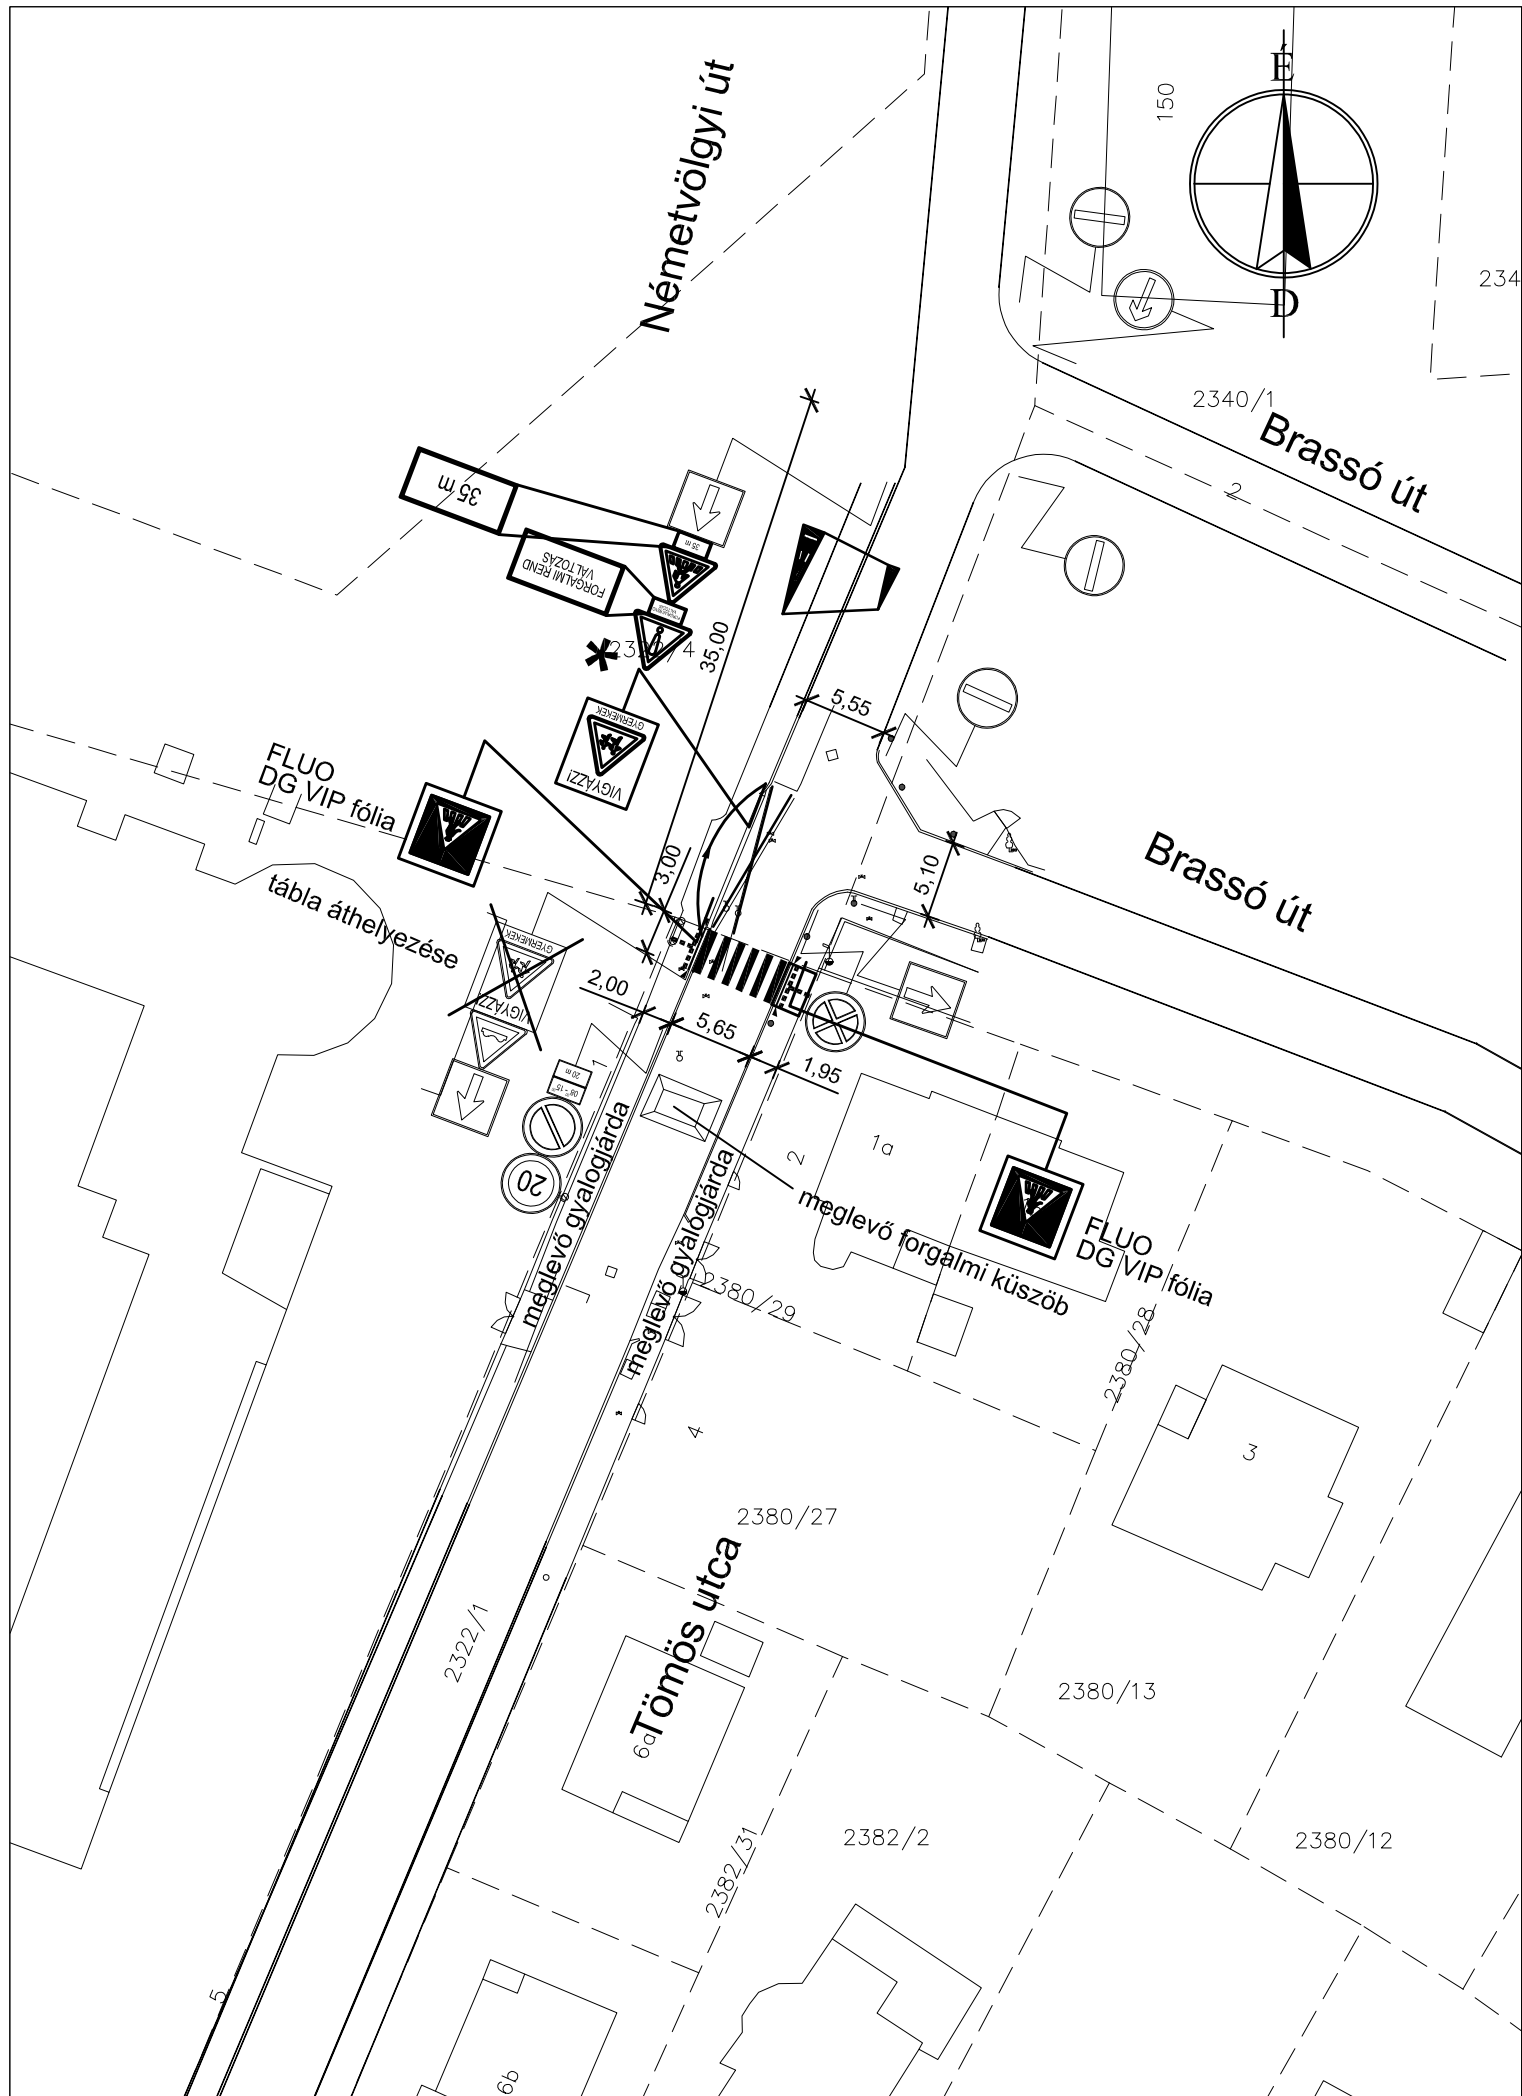 É
D
150
234
Németvölgyi út
2340/1
Brassó út
2
35 m
35 m
FORGALMI REND
VÁLTOZÁS
35,00
5,55
GYERMEKEK
VIGYÁZZ!
FLUO
DG VIP fólia
3,00
5,10
Brassó út
tábla áthelyezése
GYERMEKEK
VIGYÁZZ!
2,00
5,65
1,95
1
20 m
20
meglevő gyalogjárda
meglevő gyalogjárda
2
1a
meglevő forgalmi küszöb
FLUO
DG VIP fólia
2380/29
2380/28
4
3
2380/27
Tömös utca
2322/1
6a
2380/13
2382/31
2382/2
2380/12
5
6b